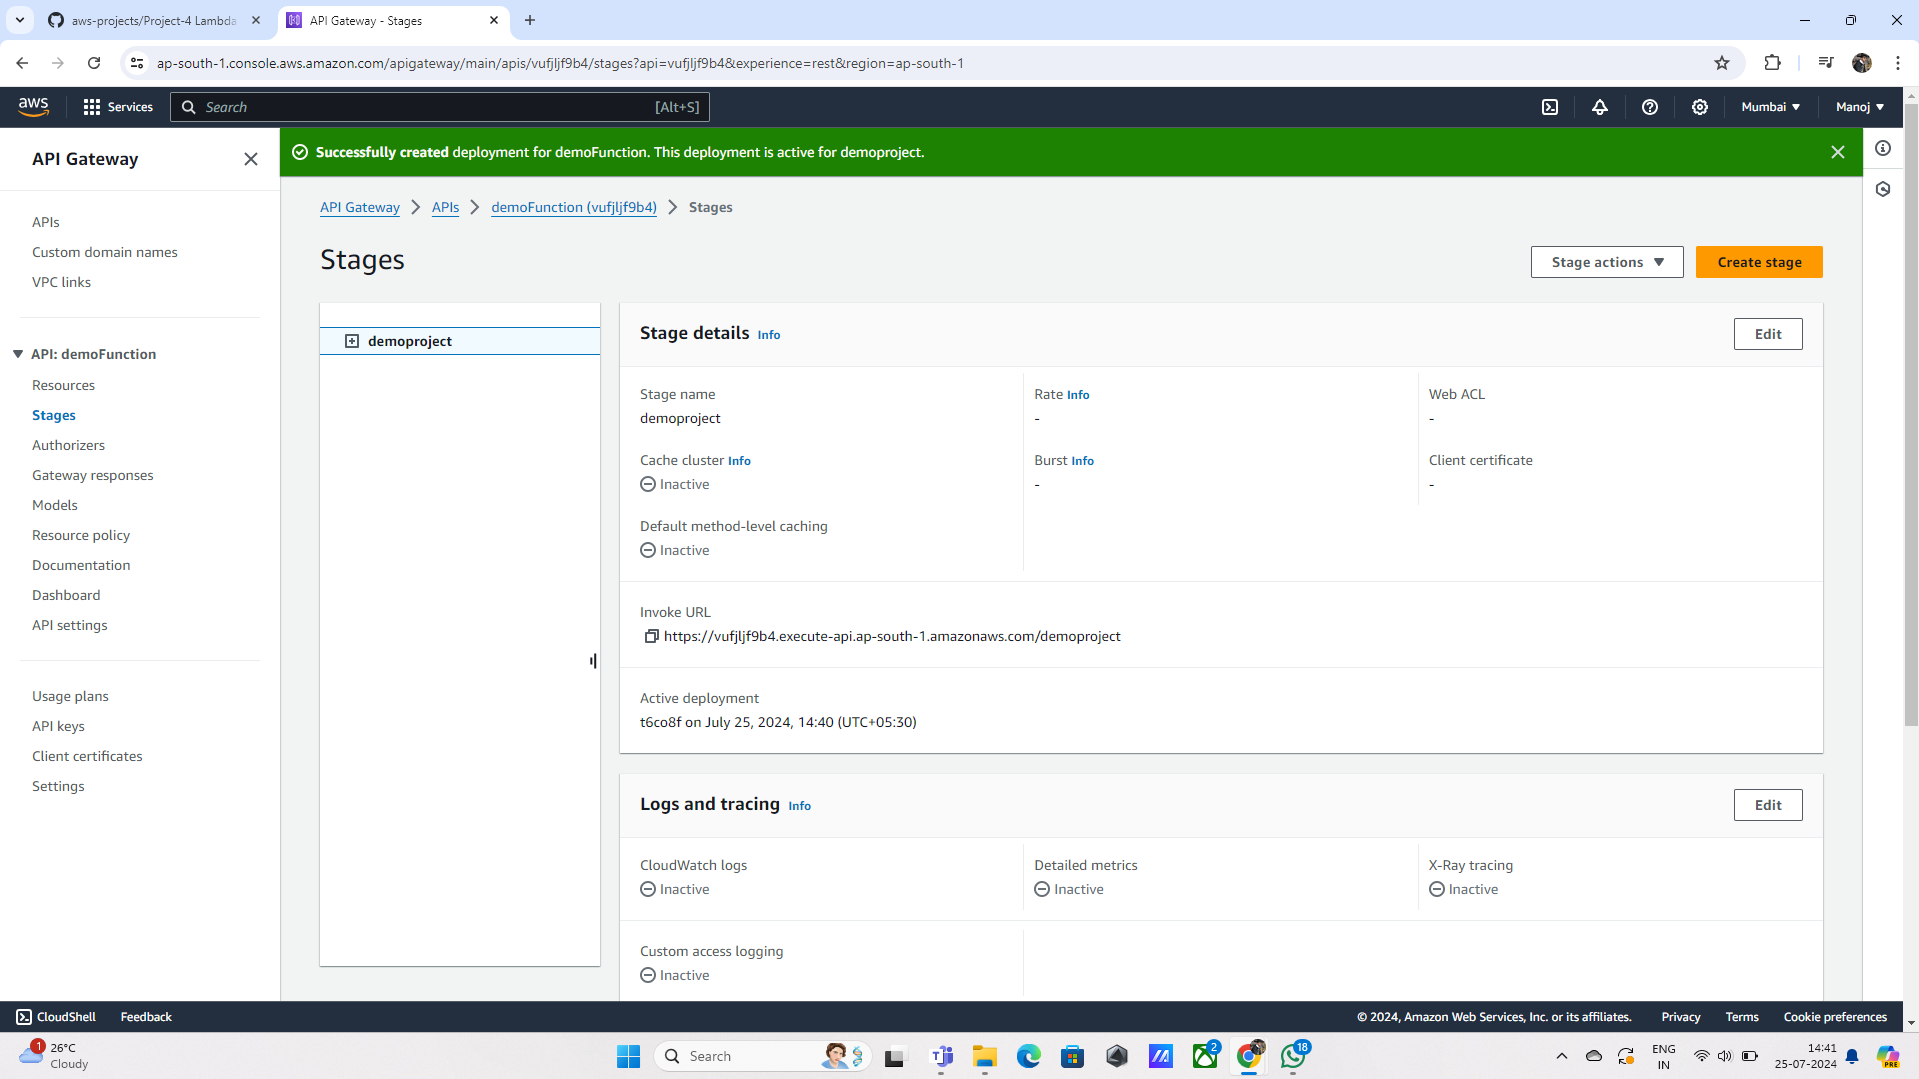 aws-projects/Project-4 Lambda
API Gateway - Stages
ap-south-1.console.aws.amazon.com/apigateway/main/apis/vufjljf9b4/stages?api=vufjljf9b4&experience=rest&region=ap-south-1
aws
Services
Search
[Alt+S]
Mumbai
Manoj
API Gateway
APIs
Custom domain names
VPC links
API: demoFunction
Resources
Stages
Authorizers
Gateway responses
Models
Resource policy
Documentation
Dashboard
API settings
Usage plans
API keys
Client certificates
Settings
Successfully created deployment for demoFunction. This deployment is active for demoproject.
API Gateway
APIs
demoFunction (vufjljf9b4)
Stages
Stages
Stage actions
Create stage
demoproject
Stage details Info
Edit
Stage name
demoproject
Rate Info
-
Web ACL
-
Cache cluster Info
Inactive
Burst Info
-
Client certificate
-
Default method-level caching
Inactive
Invoke URL
https://vufjljf9b4.execute-api.ap-south-1.amazonaws.com/demoproject
Active deployment
t6co8f on July 25, 2024, 14:40 (UTC+05:30)
Logs and tracing Info
Edit
CloudWatch logs
Inactive
Detailed metrics
Inactive
X-Ray tracing
Inactive
Custom access logging
Inactive
CloudShell
Feedback
© 2024, Amazon Web Services, Inc. or its affiliates.
Privacy
Terms
Cookie preferences
1
26°C
Cloudy
Search
2
18
ENG
IN
14:41
25-07-2024
PRE